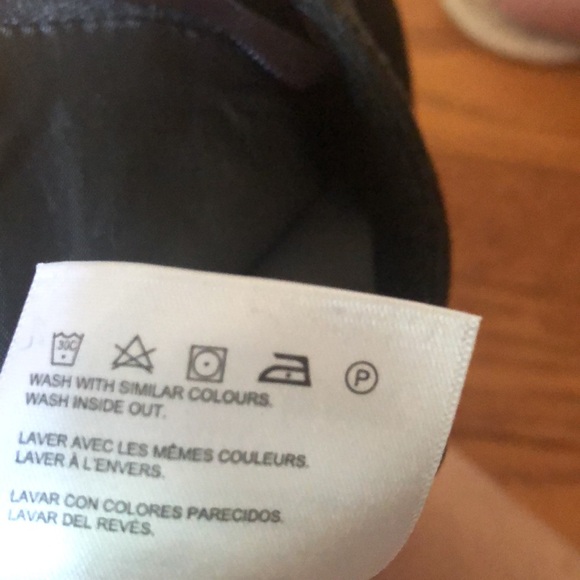 30C
P
WASH WITH SIMILAR COLOURS.
WASH INSIDE OUT.
LAVER AVEC LES MÊMES COULEURS.
LAVER À L'ENVERS.
LAVAR CON COLORES PARECIDOS.
LAVAR DEL REVÉS.